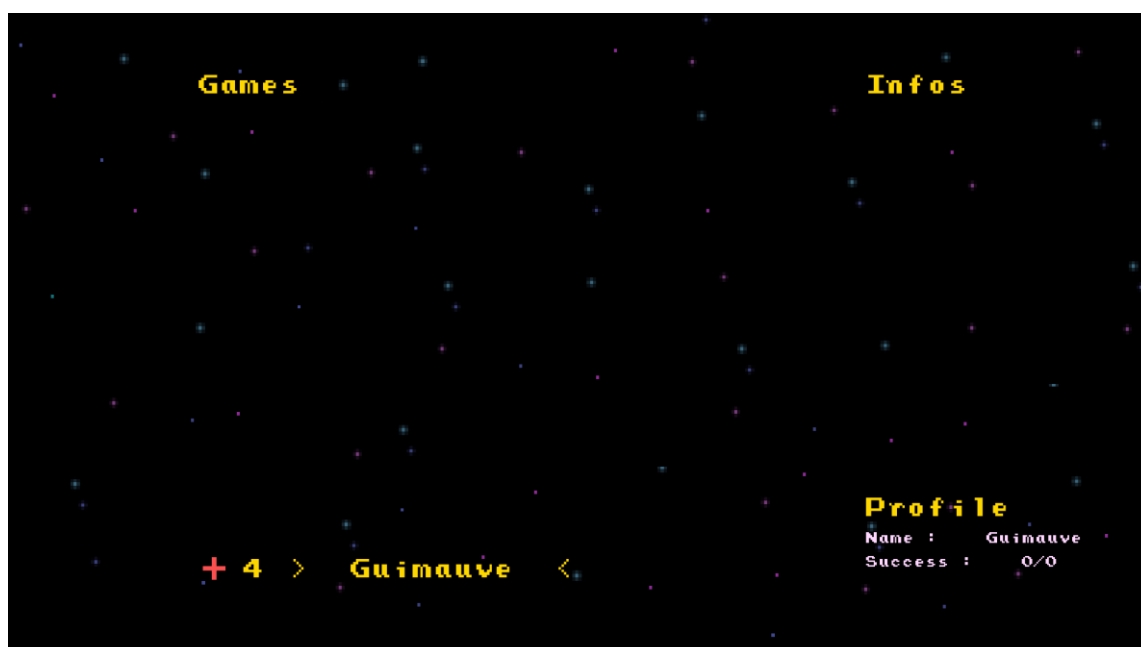 Games
Infos
Profile
Name : Guimauve
Success : 0/0
+ 4 > Guimauve <